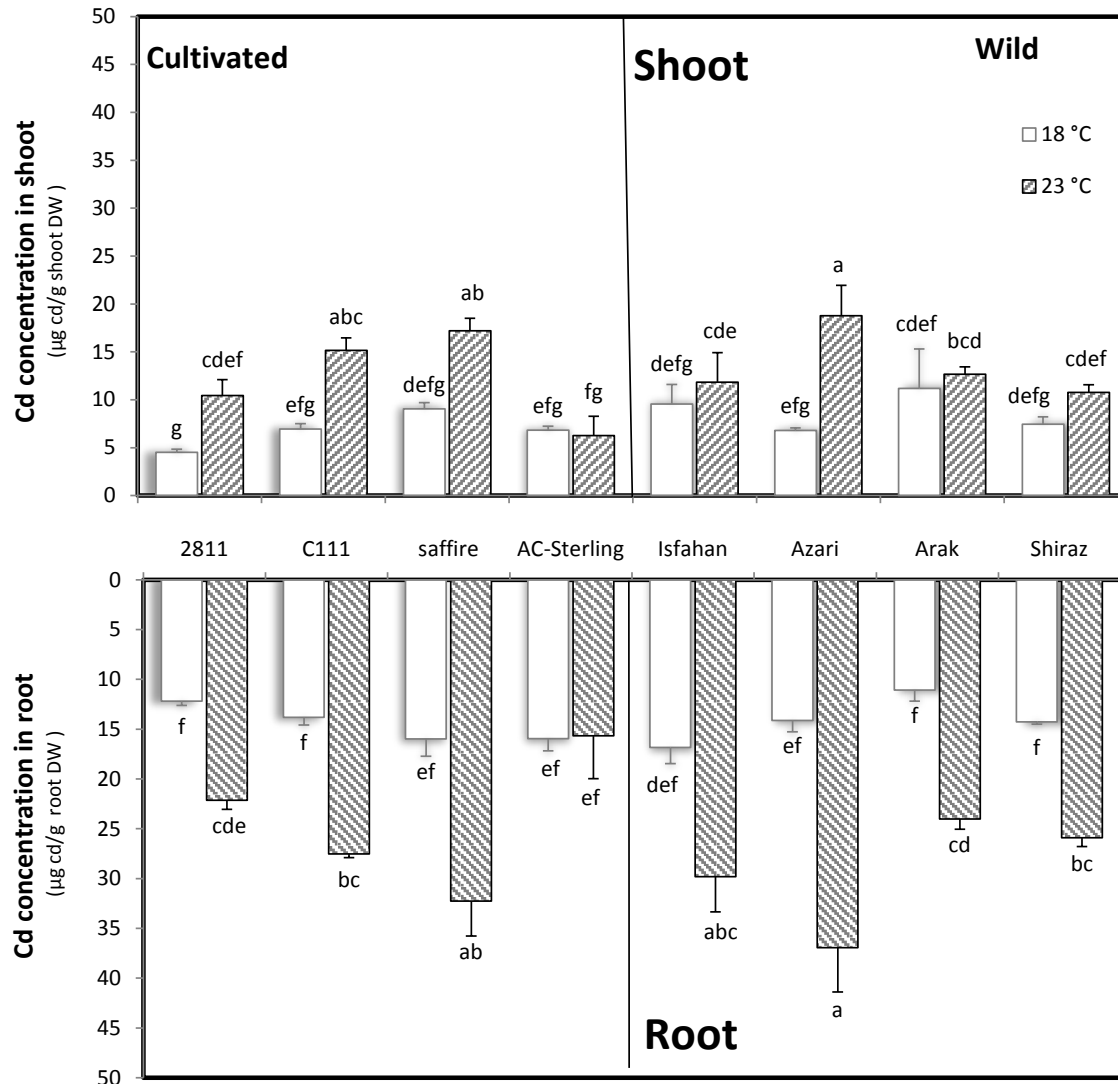 50
Cultivated
Shoot
Wild
45
40
18 °C
35
23 °C
30
25
20
15
10
5
0
Cd concentration in shoot
(µg cd/g shoot DW )
g
cdef
efg
abc
defg
ab
efg
fg
defg
cde
efg
a
cdef
bcd
defg
cdef
2811
C111
saffire
AC-Sterling
Isfahan
Azari
Arak
Shiraz
0
5
10
15
20
25
30
35
40
45
50
Cd concentration in root
(µg cd/g root DW )
f
cde
f
bc
ef
ab
ef
ef
def
abc
ef
a
f
cd
f
bc
Root